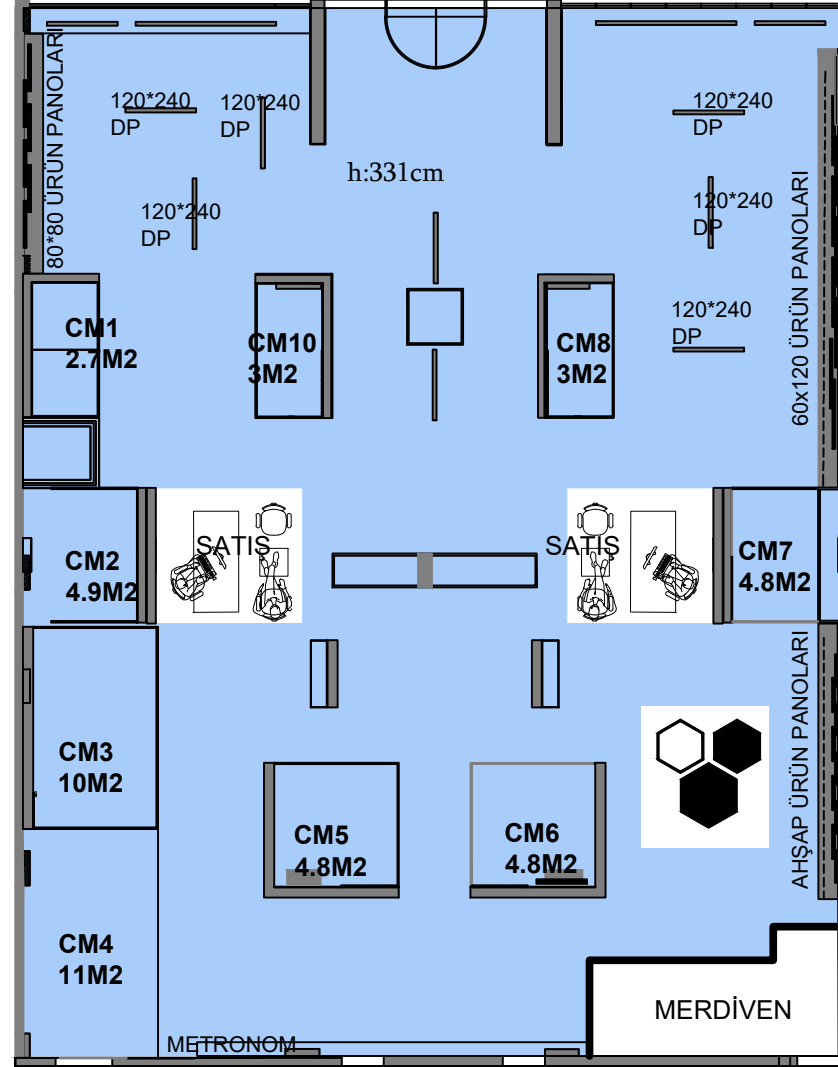 80*80 ÜRÜN PANOLARI
120*240
DP
120*240
DP
120*240
DP
h:331cm
120*240
DP
120*240
DP
120*240
DP
60x120 ÜRÜN PANOLARI
CM1
2.7M2
CM10
3M2
CM8
3M2
SATIŞ
SATIŞ
CM2
4.9M2
CM7
4.8M2
AHŞAP ÜRÜN PANOLARI
CM3
10M2
CM5
4.8M2
CM6
4.8M2
CM4
11M2
MERDİVEN
METRONOM